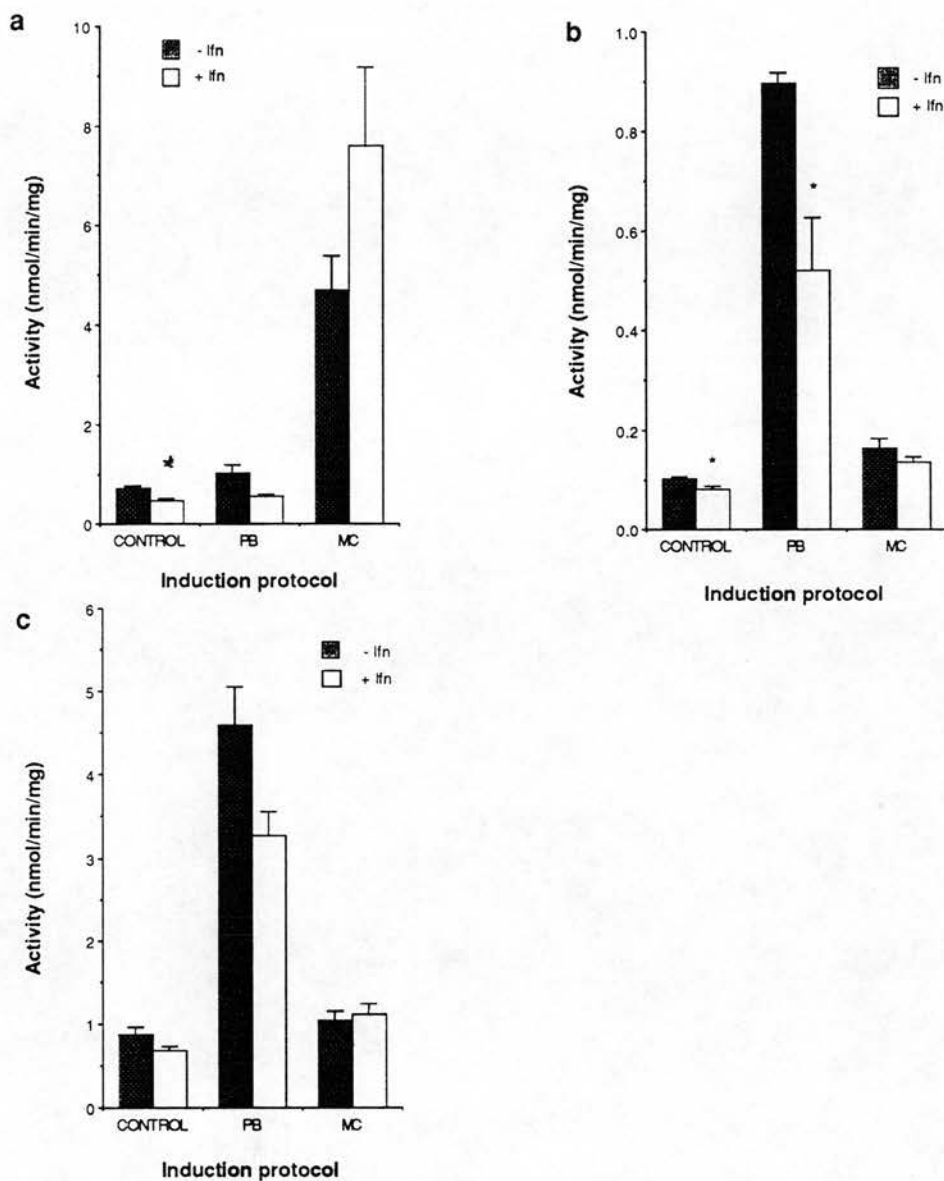 a
- Ifn
+ Ifn
10
8
6
4
2
0
Activity (nmol/min/mg)
*
CONTROL PB MC
Induction protocol
b
- Ifn
+ Ifn
1.0
0.8
0.6
0.4
0.2
0.0
Activity (nmol/min/mg)
*
*
CONTROL PB MC
Induction protocol
c
- Ifn
+ Ifn
6
5
4
3
2
1
0
Activity (nmol/min/mg)
CONTROL PB MC
Induction protocol